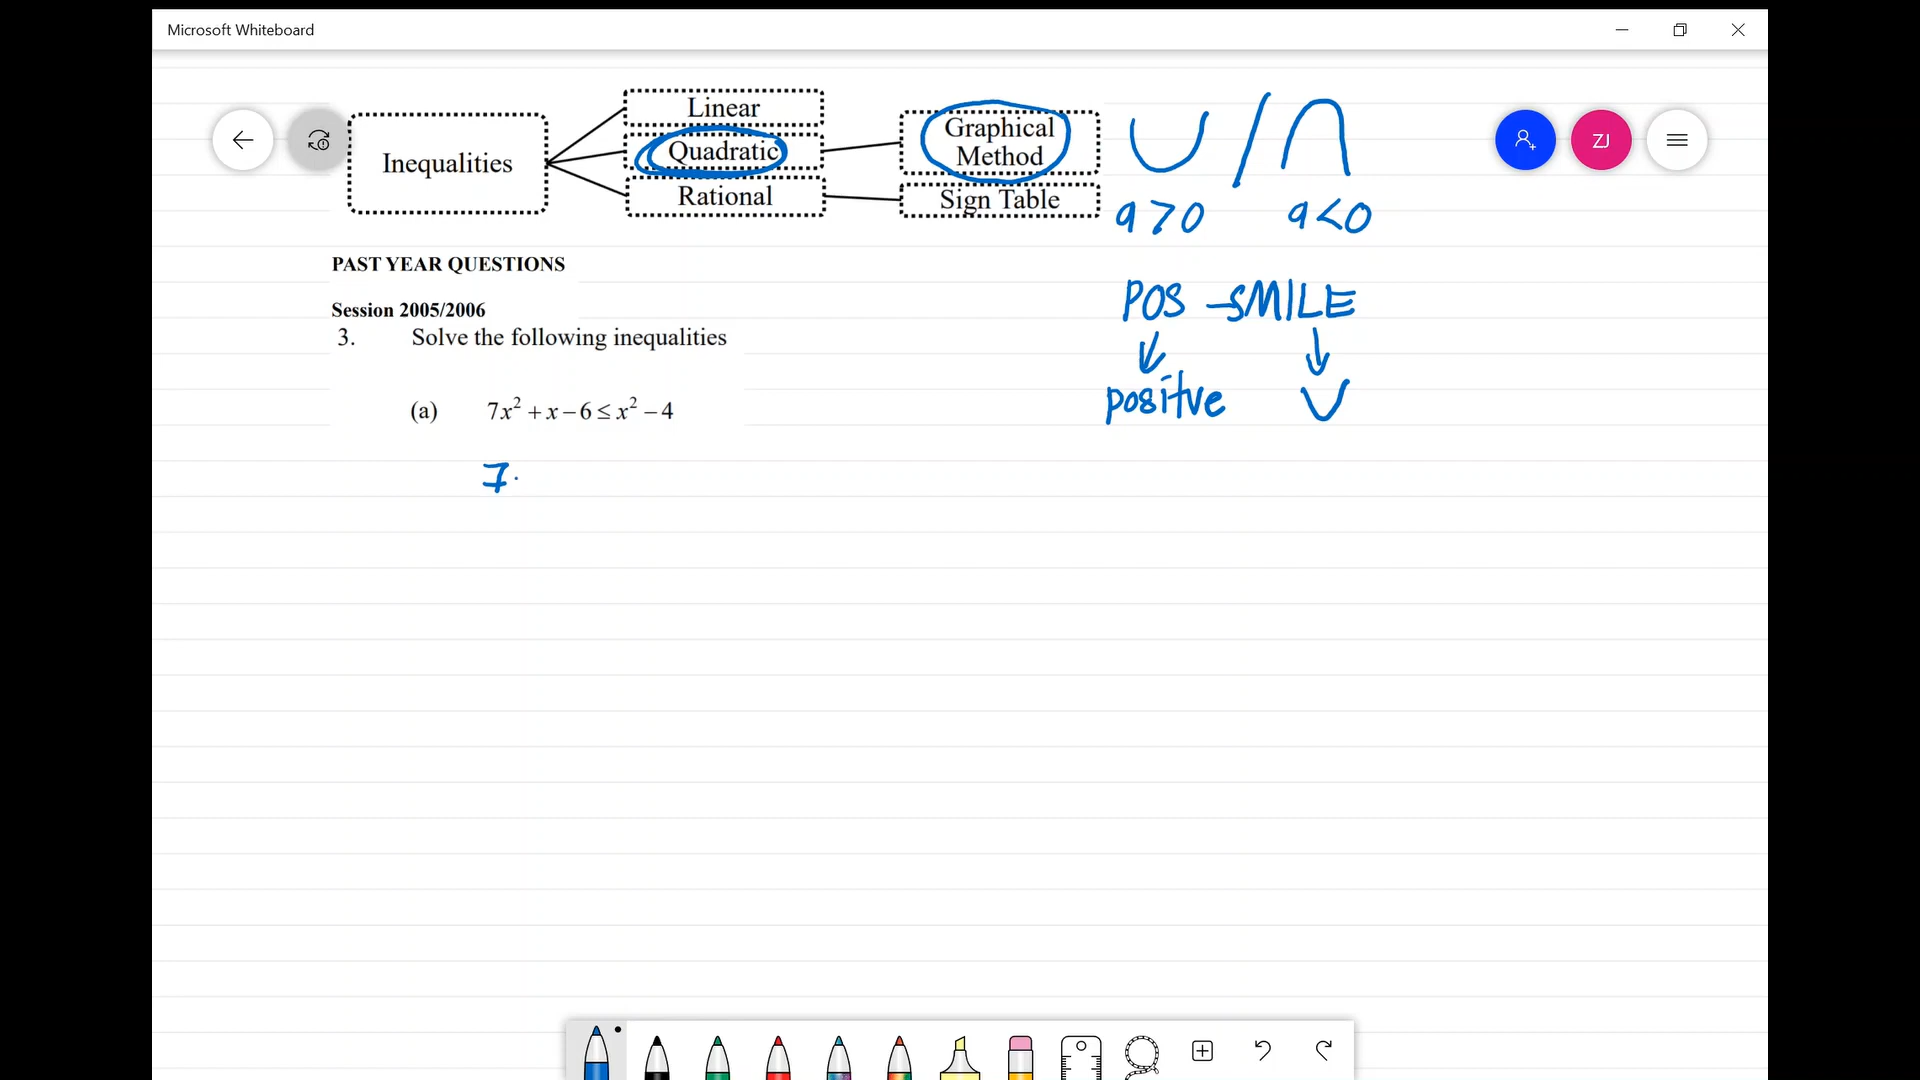 Microsoft Whiteboard
Inequalities
Linear
Quadratic
Rational
Graphical
Method
Sign Table
a>0 a<0
ZJ
PAST YEAR QUESTIONS
POS -SMILE
positve
Session 2005/2006
3. Solve the following inequalities
(a) 7x² + x – 6 ≤ x² – 4
7